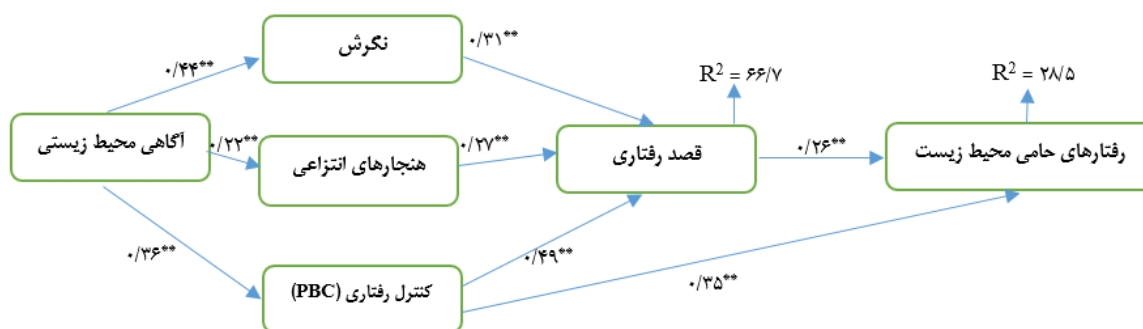 نگرش
۰/۳۱**
۰/۴۴**
R² = ۶۶/۷
R² = ۲۸/۵
آگاهی محیط زیستی
۰/۲۲**
هنجارهای انتزاعی
۰/۲۷**
قصد رفتاری
۰/۲۶**
رفتارهای حامی محیط زیست
۰/۳۶**
۰/۴۹**
کنترل رفتاری (PBC)
۰/۳۵**